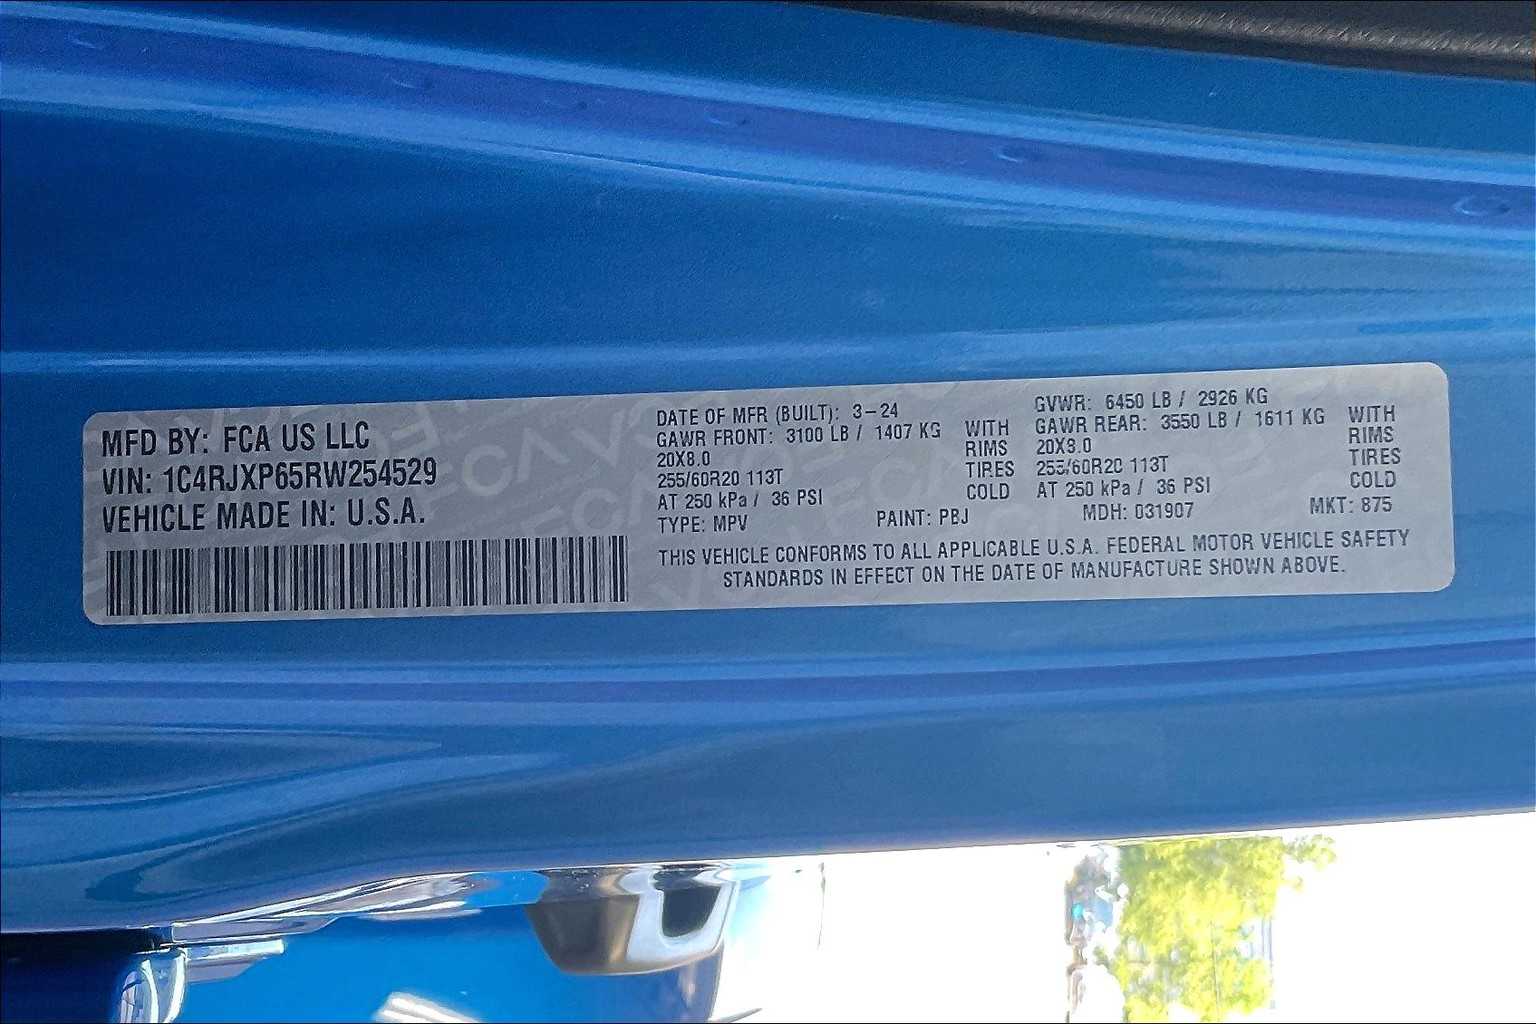 MFD BY: FCA US LLC
VIN: 1C4RJXP65RW254529
VEHICLE MADE IN: U.S.A.
DATE OF MFR (BUILT): 3-24
GAWR FRONT: 3100 LB / 1407 KG
20X8.0
255/60R20 113T
AT 250 kPa / 36 PSI
WITH
RIMS
TIRES
COLD
GVWR: 6450 LB / 2926 KG
GAWR REAR: 3550 LB / 1611 KG
20X8.0
255/60R20 113T
AT 250 kPa / 36 PSI
WITH
RIMS
TIRES
COLD
TYPE: MPV PAINT: PBJ MDH: 031907 MKT: 875
THIS VEHICLE CONFORMS TO ALL APPLICABLE U.S.A. FEDERAL MOTOR VEHICLE SAFETY
STANDARDS IN EFFECT ON THE DATE OF MANUFACTURE SHOWN ABOVE.